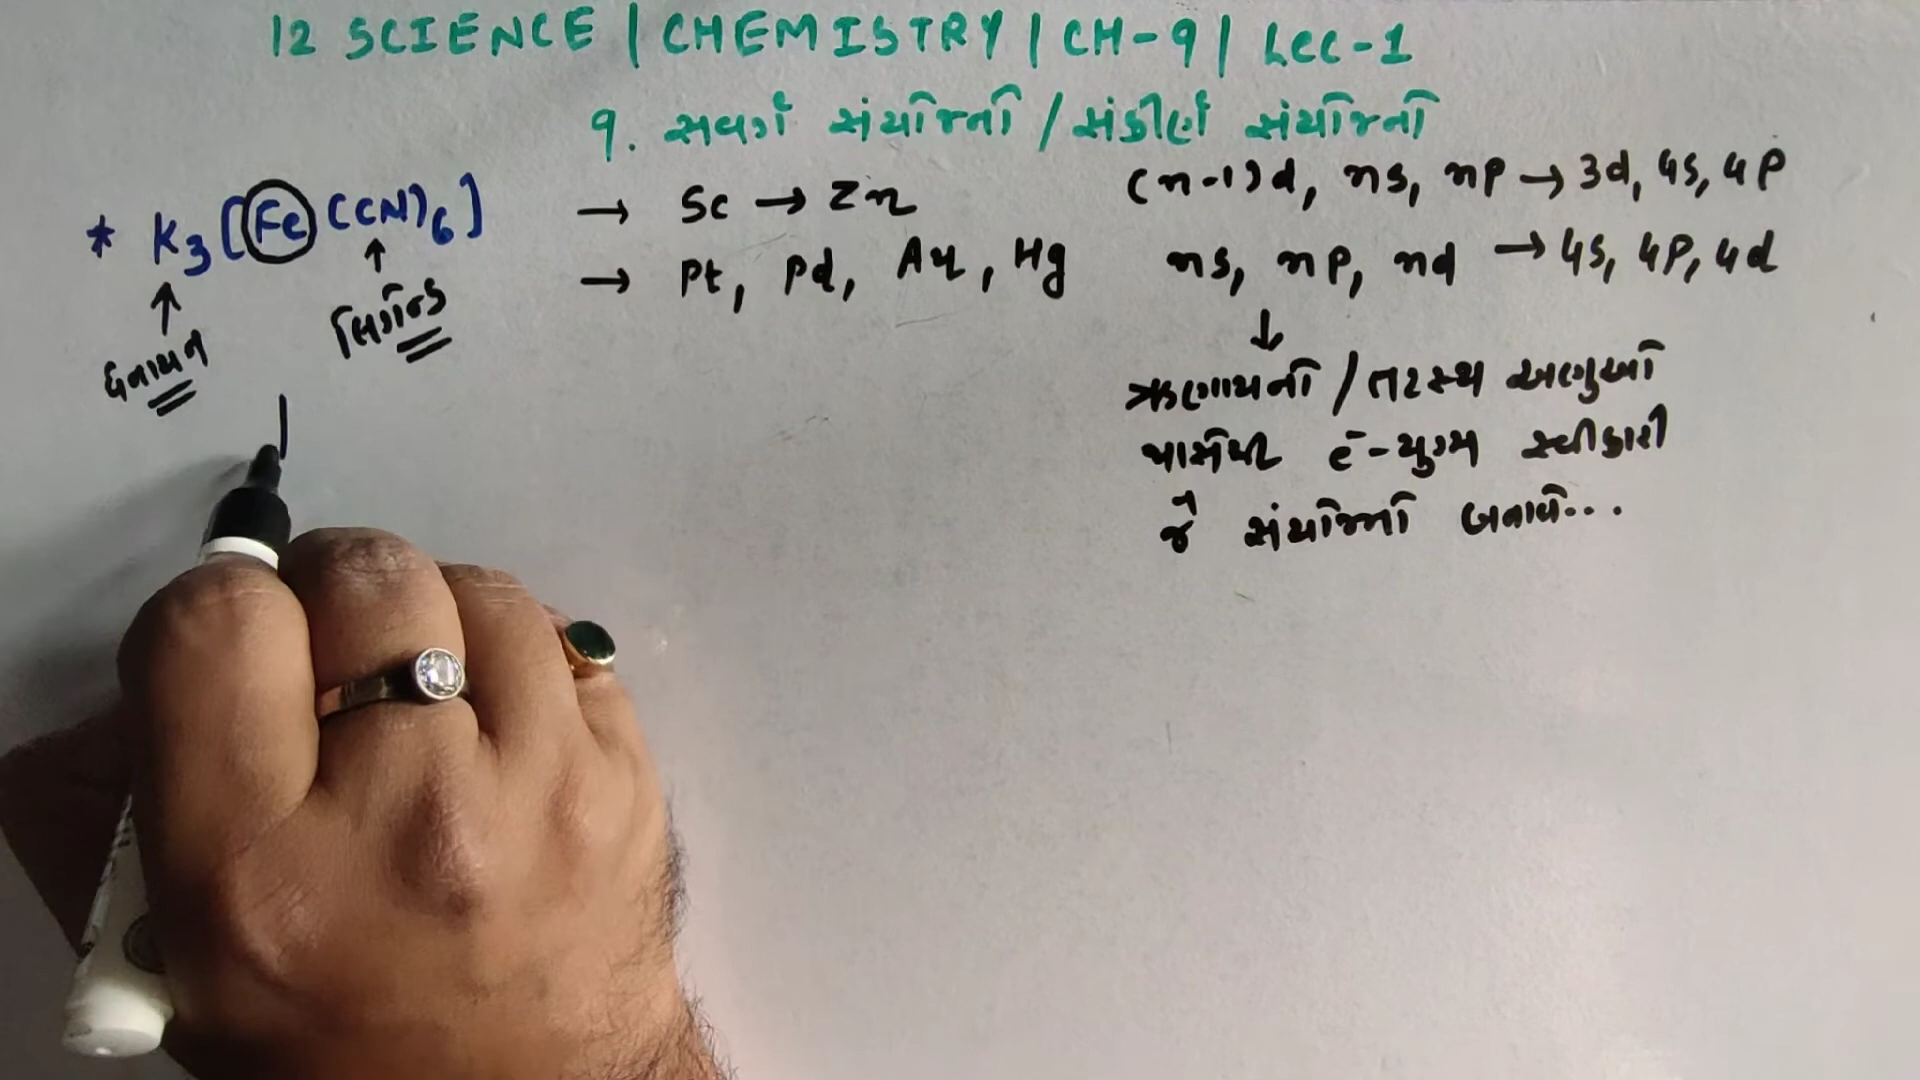 12 SCIENCE | CHEMISTRY | CH-9 | LEC-1
9. સવર્ગ સંયોજનો / સંકીર્ણ સંયોજનો
* K3[Fe(CN)6]
ધનાયન
લિગેન્ડ
→ Sc → Zn
→ Pt, Pd, Au, Hg
(n-1)d, ns, np → 3d, 4s, 4p
ns, np, nd → 4s, 4p, 4d
↓
ઋણાયનો / તટસ્થ અણુઓ
પાસેથી e⁻-યુગ્મ સ્વીકારી
જે સંયોજનો બનાવે...